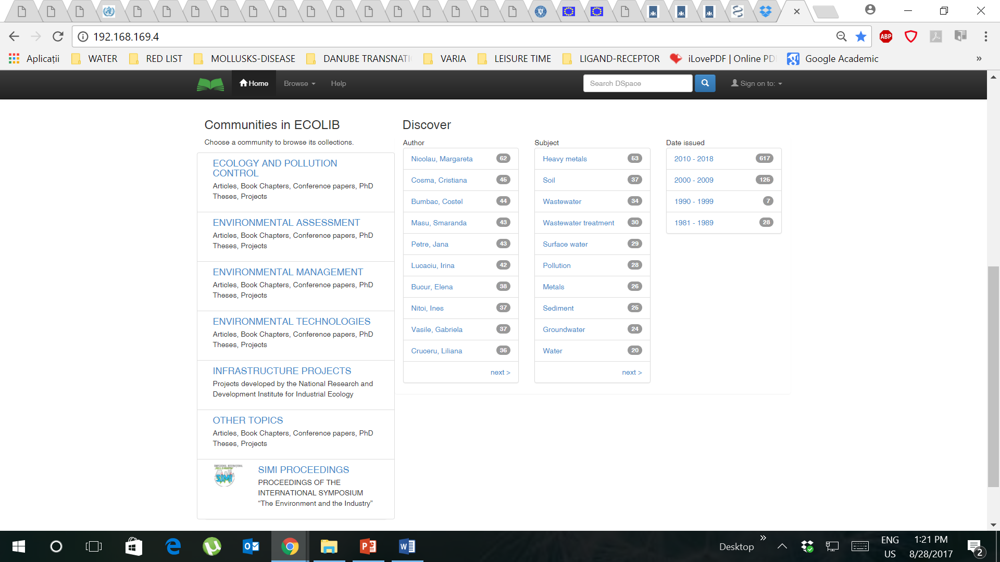 192.168.169.4
ABP
Aplicații
WATER
RED LIST
MOLLUSKS-DISEASE
DANUBE TRANSNATI
VARIA
LEISURE TIME
LIGAND-RECEPTOR
iLovePDF | Online PD
Google Academic
»
Home
Browse
Help
Search DSpace
Sign on to:
Communities in ECOLIB
Choose a community to browse its collections.
ECOLOGY AND POLLUTION
CONTROL
Articles, Book Chapters, Conference papers, PhD
Theses, Projects
ENVIRONMENTAL ASSESSMENT
Articles, Book Chapters, Conference papers, PhD
Theses, Projects
ENVIRONMENTAL MANAGEMENT
Articles, Book Chapters, Conference papers, PhD
Theses, Projects
ENVIRONMENTAL TECHNOLOGIES
Articles, Book Chapters, Conference papers, PhD
Theses, Projects
INFRASTRUCTURE PROJECTS
Projects developed by the National Research and
Development Institute for Industrial Ecology
OTHER TOPICS
Articles, Book Chapters, Conference papers, PhD
Theses, Projects
SIMI
SIMI PROCEEDINGS
PROCEEDINGS OF THE
INTERNATIONAL SYMPOSIUM
“The Environment and the Industry”
Discover
Author
Nicolau, Margareta 62
Cosma, Cristiana 45
Bumbac, Costel 44
Masu, Smaranda 43
Petre, Jana 43
Lucaciu, Irina 42
Bucur, Elena 38
Nitoi, Ines 37
Vasile, Gabriela 37
Cruceru, Liliana 36
next >
Subject
Heavy metals 53
Soil 37
Wastewater 34
Wastewater treatment 30
Surface water 29
Pollution 28
Metals 26
Sediment 25
Groundwater 24
Water 20
next >
Date issued
2010 - 2018 617
2000 - 2009 125
1990 - 1999 7
1981 - 1989 28
Desktop
»
ENG
US
1:21 PM
8/28/2017
2